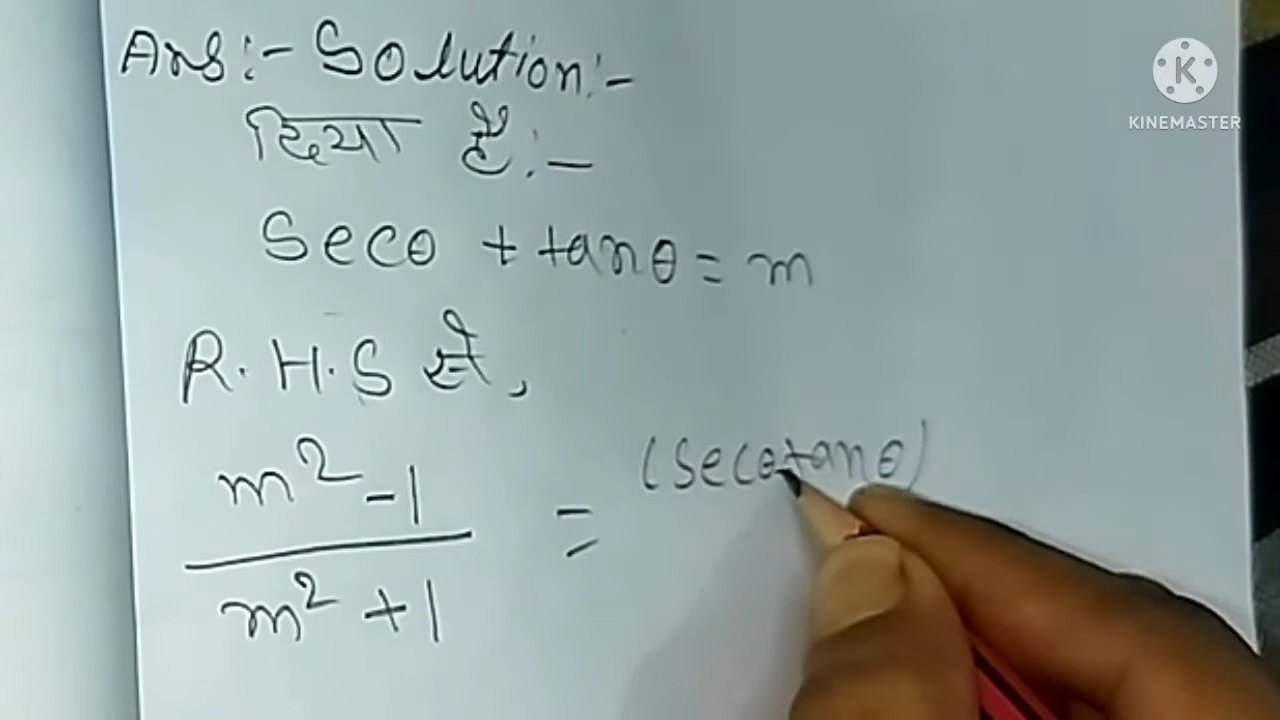 Ans:- Solution:-
दिया है:-
Secθ + tanθ = m
R.H.S से,
m² - 1
m² + 1
= (Secθ+tanθ)
KINEMASTER